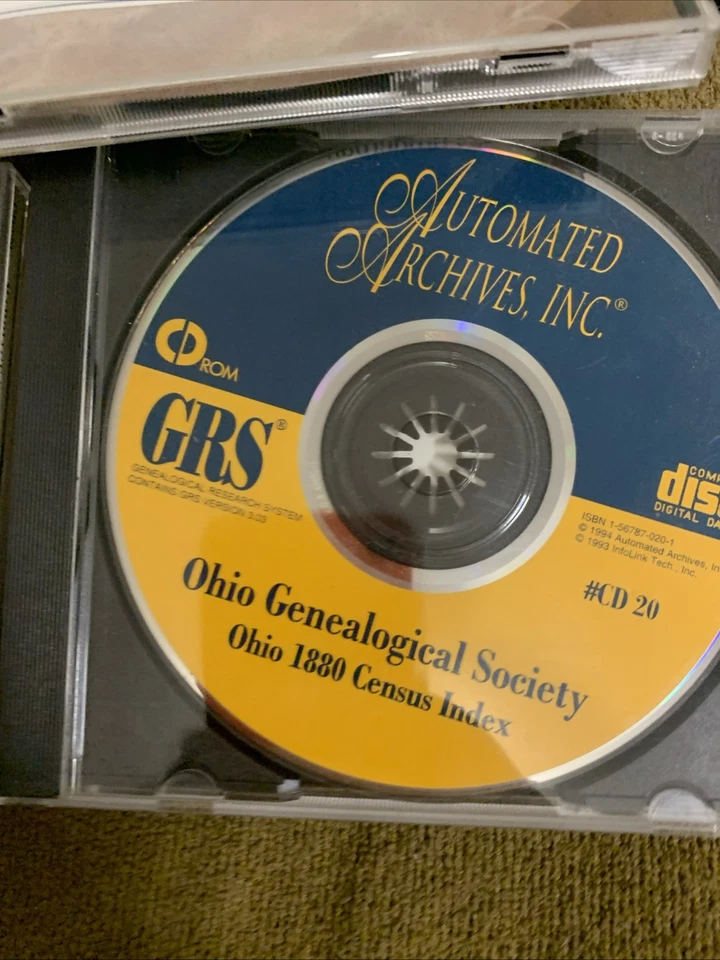 AUTOMATED
ARCHIVES, INC.®
CD ROM
GRS®
GENEALOGICAL RESEARCH SYSTEM
CONTAINS GRS VERSION 3.03
COMP
disc
DIGITAL DA
ISBN 1-56787-020-1
© 1994 Automated Archives, In
© 1993 InfoLink Tech., Inc.
#CD 20
Ohio Genealogical Society
Ohio 1880 Census Index